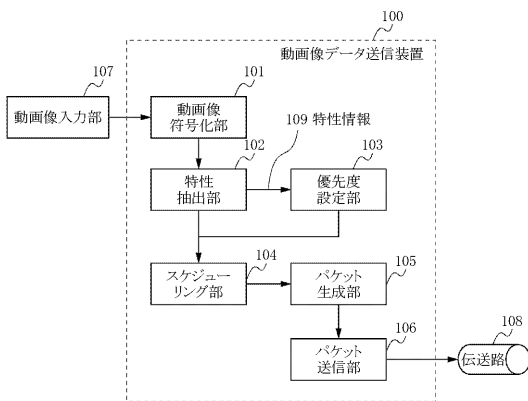 100
動画像データ送信装置
107
動画像入力部
101
動画像
符号化部
102
特性
抽出部
109 特性情報
103
優先度
設定部
104
スケジュー
リング部
105
パケット
生成部
106
パケット
送信部
108
伝送路